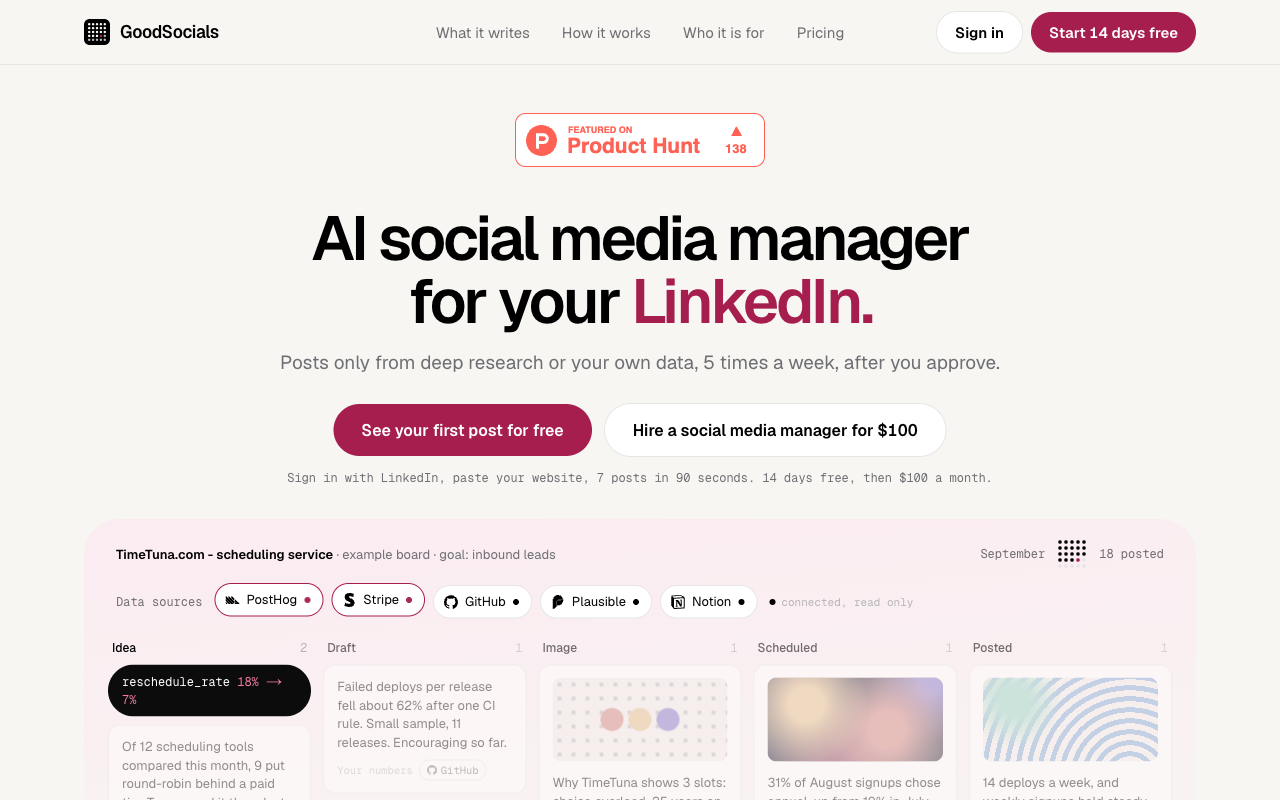 GoodSocials
What it writes
How it works
Who it is for
Pricing
Sign in
Start 14 days free
FEATURED ON
Product Hunt
138
AI social media manager
for your LinkedIn.
Posts only from deep research or your own data, 5 times a week, after you approve.
See your first post for free
Hire a social media manager for $100
Sign in with LinkedIn, paste your website, 7 posts in 90 seconds. 14 days free, then $100 a month.
TimeTuna.com - scheduling service · example board · goal: inbound leads
September
18 posted
Data sources
PostHog
Stripe
GitHub
Plausible
Notion
connected, read only
Idea 2
reschedule_rate 18% →
7%
Of 12 scheduling tools
compared this month, 9 put
round-robin behind a paid
Draft 1
Failed deploys per release
fell about 62% after one CI
rule. Small sample, 11
releases. Encouraging so far.
Your numbers
GitHub
Image 1
Why TimeTuna shows 3 slots:
Scheduled 1
31% of August signups chose
Posted 1
14 deploys a week, and